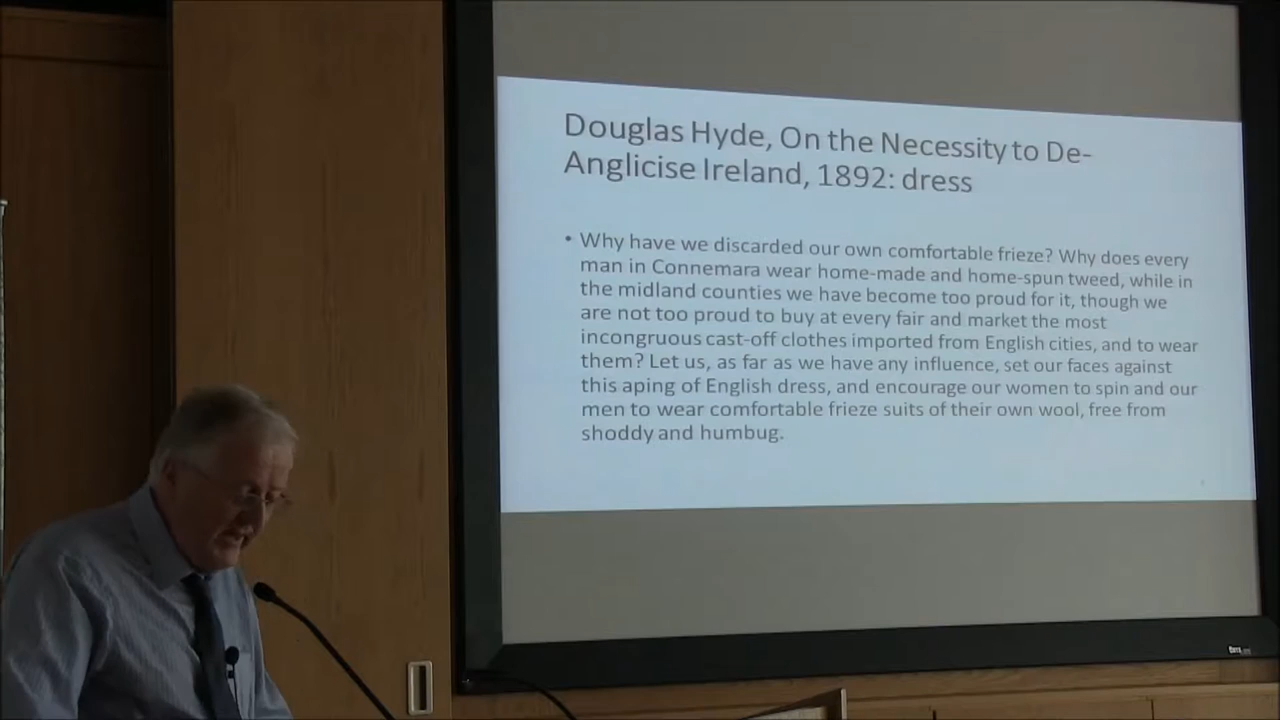 Douglas Hyde, On the Necessity to De-
Anglicise Ireland, 1892: dress
• Why have we discarded our own comfortable frieze? Why does every
man in Connemara wear home-made and home-spun tweed, while in
the midland counties we have become too proud for it, though we
are not too proud to buy at every fair and market the most
incongruous cast-off clothes imported from English cities, and to wear
them? Let us, as far as we have any influence, set our faces against
this aping of English dress, and encourage our women to spin and our
men to wear comfortable frieze suits of their own wool, free from
shoddy and humbug.